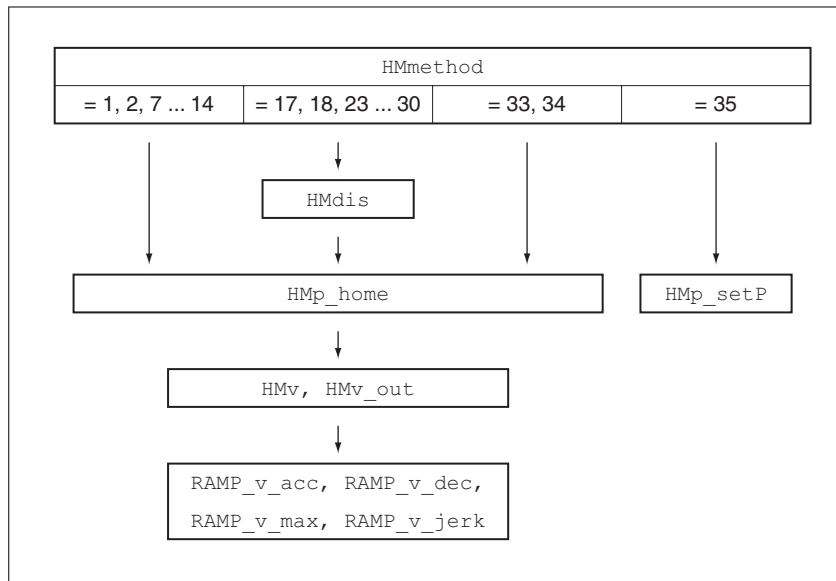 HMmethod
= 1, 2, 7 ... 14 = 17, 18, 23 ... 30 = 33, 34 = 35
HMdis
HMp_home HMp_setP
HMv, HMv_out
RAMP_v_acc, RAMP_v_dec,
RAMP_v_max, RAMP_v_jerk